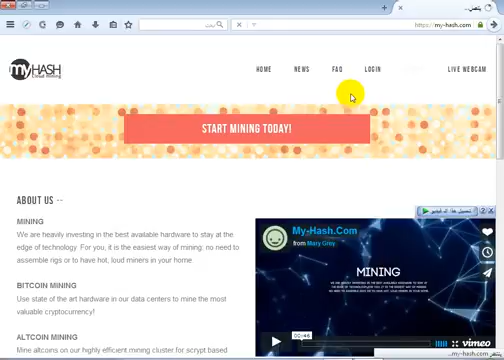 https://my-hash.com
بحث
myHASH
Cloud Mining
HOME
NEWS
FAQ
LOGIN
LIVE WEBCAM
START MINING TODAY!
ABOUT US --
MINING
We are heavily investing in the best available hardware to stay at the
edge of technology. For you, it is the easiest way of mining: no need to
assemble rigs or to have hot, loud miners in your home.
BITCOIN MINING
Use state of the art hardware in our data centers to mine the most
valuable cryptocurrency!
ALTCOIN MINING
Mine altcoins on our highly efficient mining cluster for scrypt based
تحميل هذا الفيديو
My-Hash.Com
from Mary Grey
MINING
00:46
vimeo